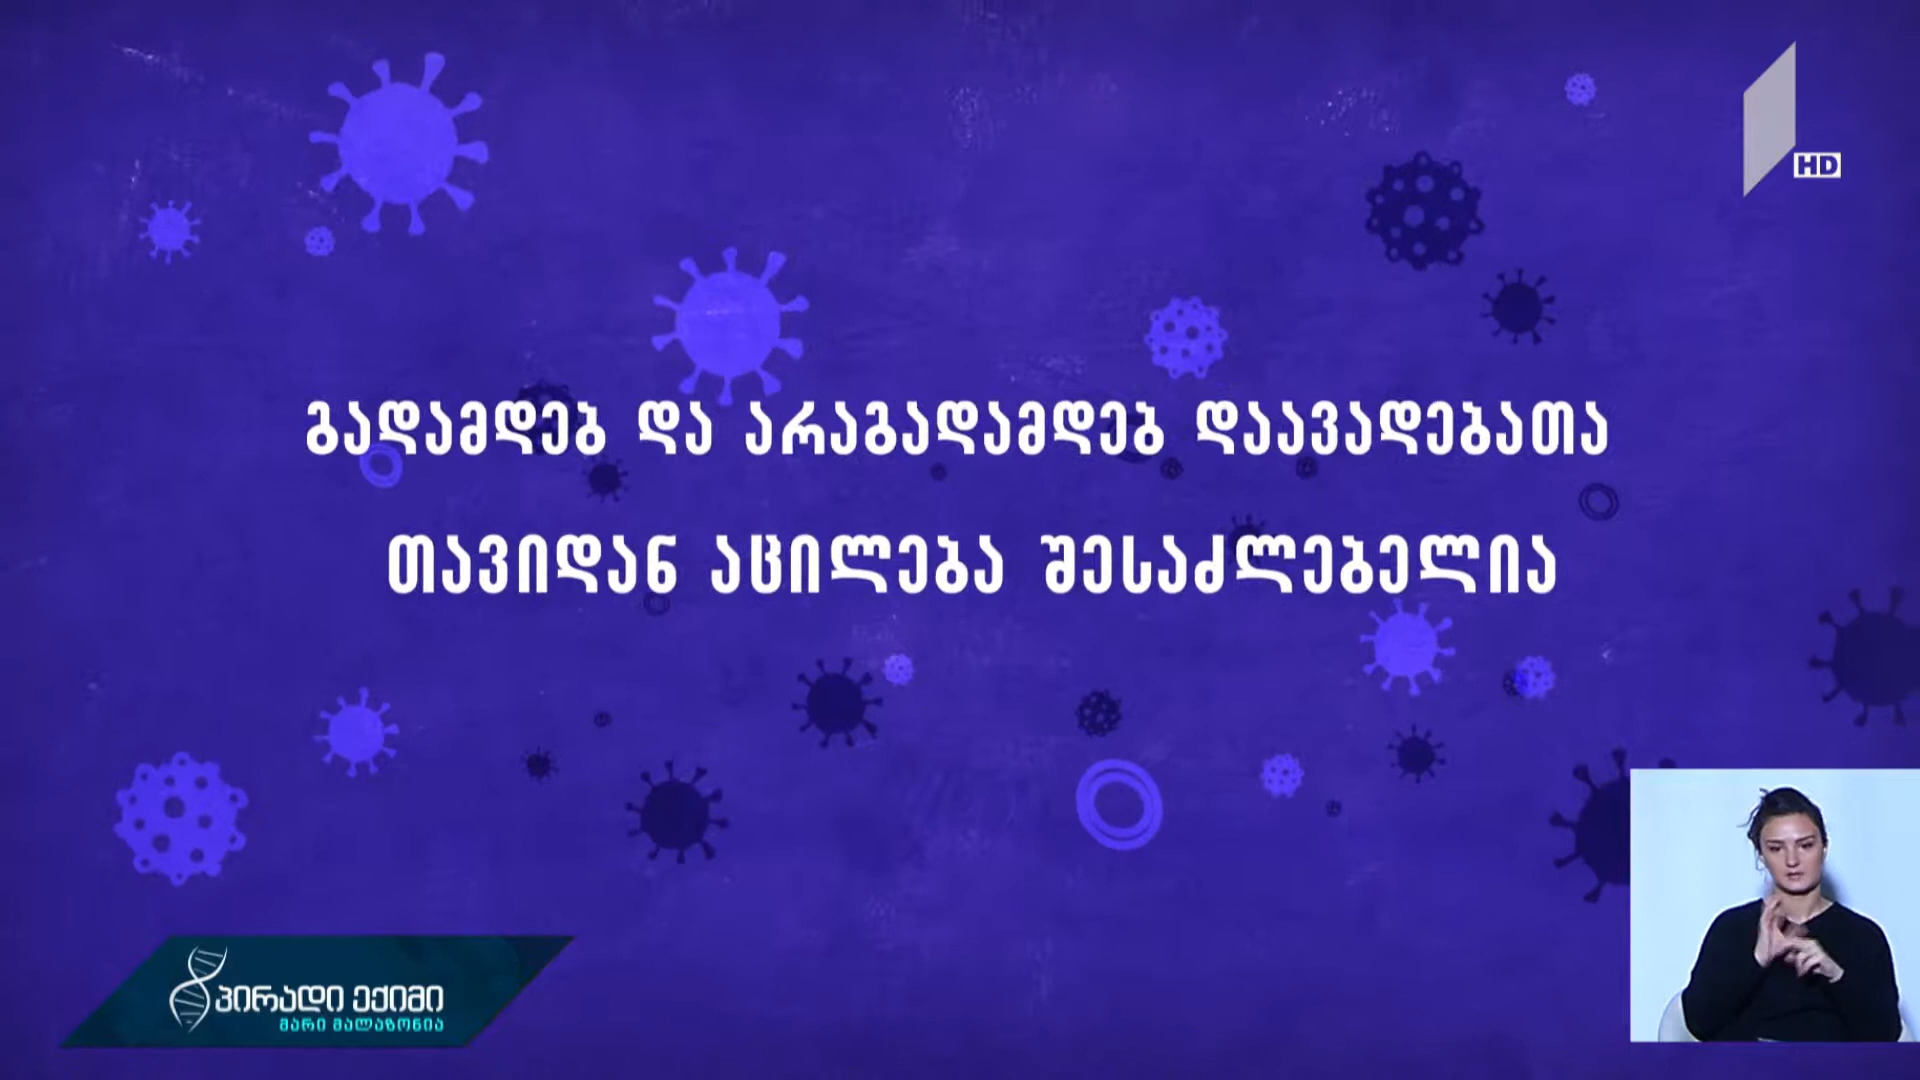 HD
გადამდებ და არაგადამდებ დაავადებათა
თავიდან აცილება შესაძლებელია
პირადი ექიმი
მარი მალაზონია